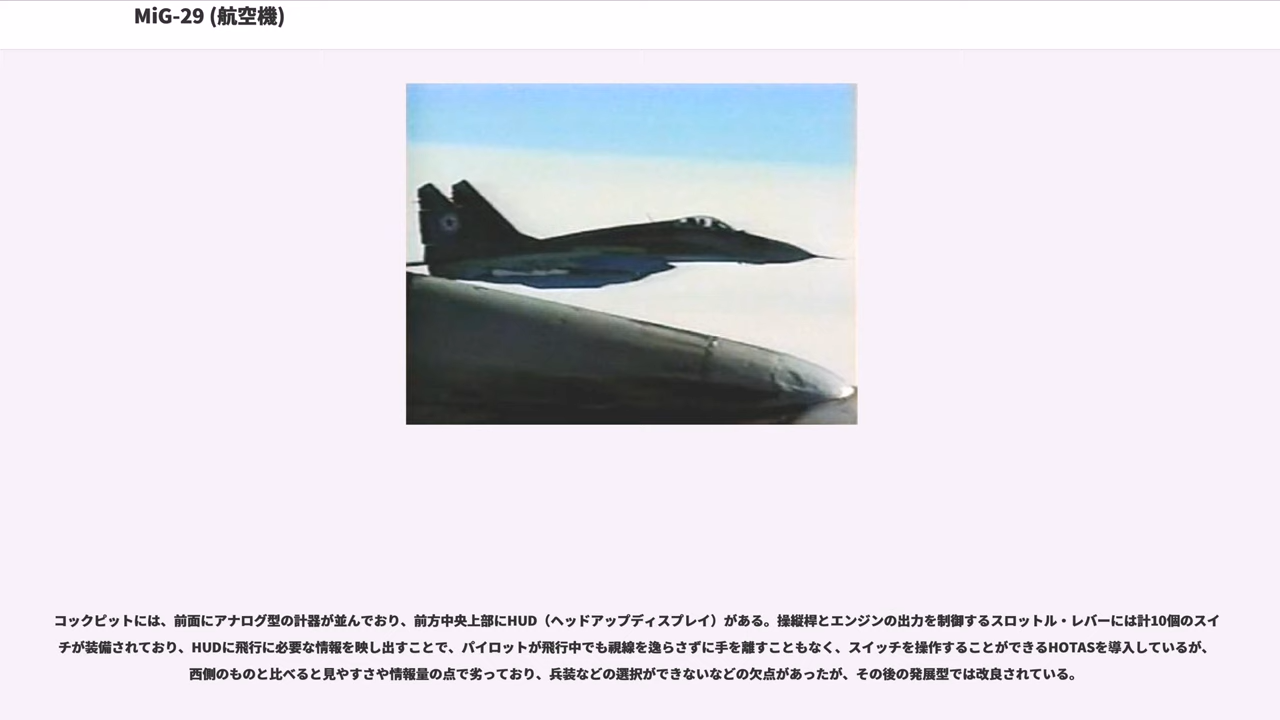 MiG-29 (航空機)
コックピットには、前面にアナログ型の計器が並んでおり、前方中央上部にHUD（ヘッドアップディスプレイ）がある。操縦桿とエンジンの出力を制御するスロットル・レバーには計10個のスイ
チが装備されており、HUDに飛行に必要な情報を映し出すことで、パイロットが飛行中でも視線を逸らさずに手を離すこともなく、スイッチを操作することができるHOTASを導入しているが、
西側のものと比べると見やすさや情報量の点で劣っており、兵装などの選択ができないなどの欠点があったが、その後の発展型では改良されている。